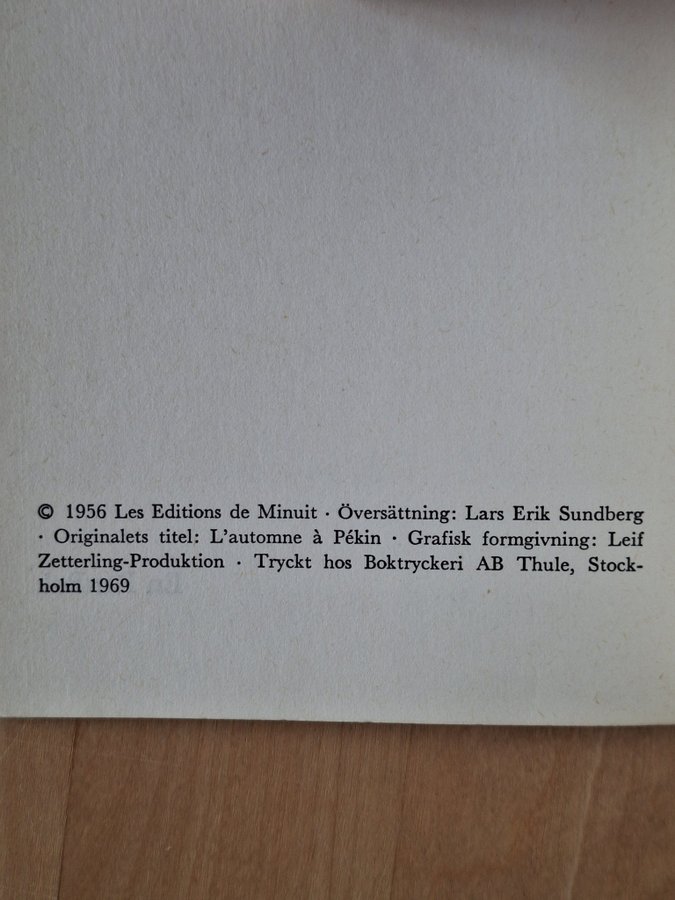 © 1956 Les Editions de Minuit · Översättning: Lars Erik Sundberg
· Originalets titel: L’automne à Pékin · Grafisk formgivning: Leif
Zetterling-Produktion · Tryckt hos Boktryckeri AB Thule, Stock-
holm 1969